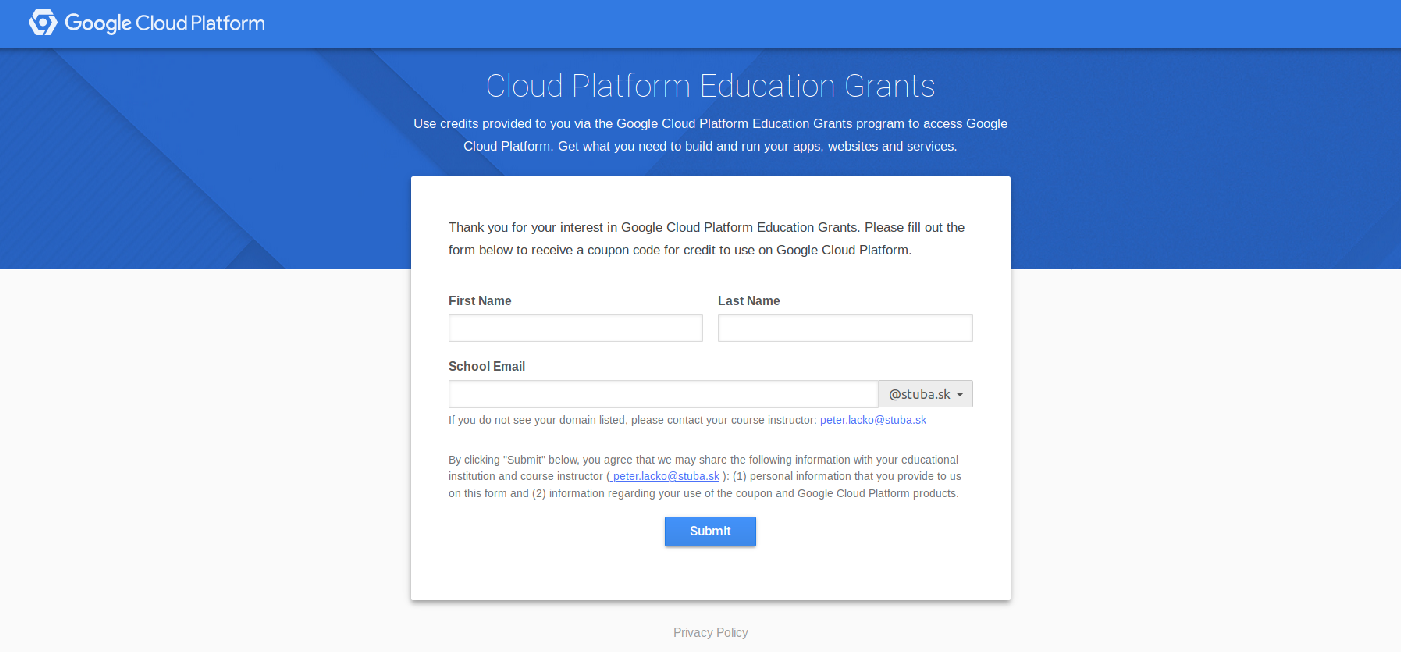 Google Cloud Platform
Cloud Platform Education Grants
Use credits provided to you via the Google Cloud Platform Education Grants program to access Google
Cloud Platform. Get what you need to build and run your apps, websites and services.
Thank you for your interest in Google Cloud Platform Education Grants. Please fill out the
form below to receive a coupon code for credit to use on Google Cloud Platform.
First Name Last Name
School Email
@stuba.sk
If you do not see your domain listed, please contact your course instructor: peter.lacko@stuba.sk
By clicking "Submit" below, you agree that we may share the following information with your educational
institution and course instructor ( peter.lacko@stuba.sk ): (1) personal information that you provide to us
on this form and (2) information regarding your use of the coupon and Google Cloud Platform products.
Submit
Privacy Policy